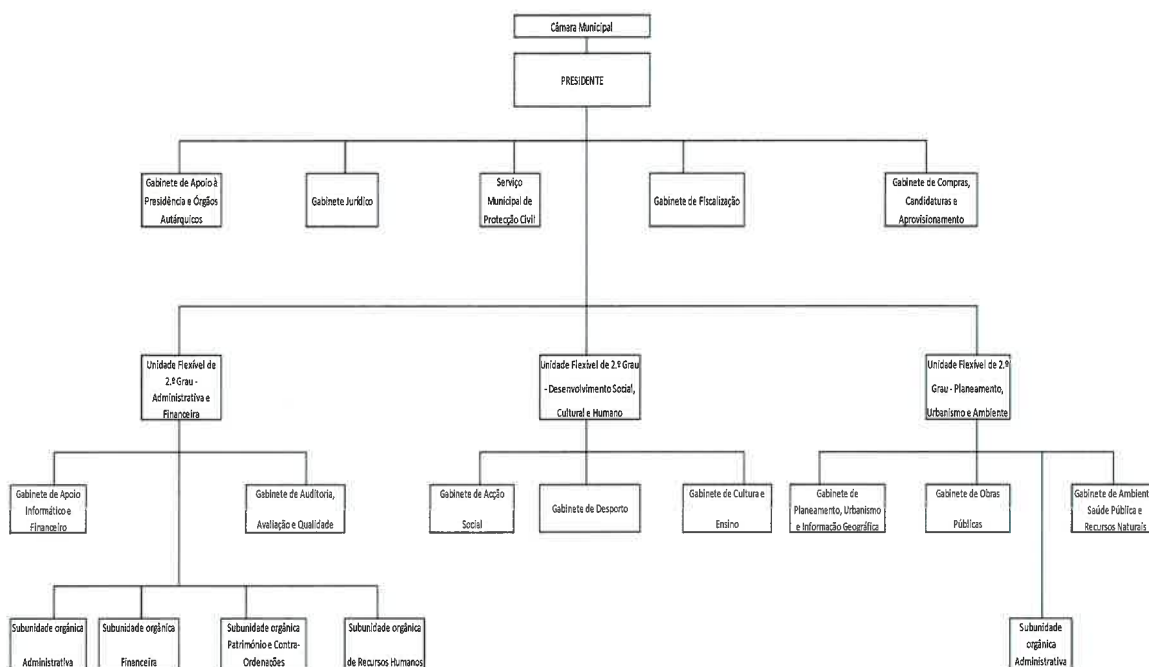 Câmara Municipal
PRESIDENTE
Gabinete de Apoio à
Presidência e Órgãos
Autárquicos
Gabinete Jurídico
Serviço
Municipal de
Protecção Civil
Gabinete de Fiscalização
Gabinete de Compras,
Candidaturas e
Aprovisionamento
Unidade Flexível de
2.º Grau -
Administrativa e
Financeira
Unidade Flexível de 2.º Grau
- Desenvolvimento Social,
Cultural e Humano
Unidade Flexível de 2.º
Grau - Planeamento,
Urbanismo e Ambiente
Gabinete de Apoio
Informático e
Financeiro
Gabinete de Auditoria,
Avaliação e Qualidade
Gabinete de Acção
Social
Gabinete de Desporto
Gabinete de Cultura e
Ensino
Gabinete de
Planeamento, Urbanismo
e Informação Geográfica
Gabinete de Obras
Públicas
Gabinete de Ambient
Saúde Pública e
Recursos Naturais
Subunidade orgânica
Administrativa
Subunidade orgânica
Financeira
Subunidade orgânica
Património e Contra-
Ordenações
Subunidade orgânica
de Recursos Humanos
Subunidade
orgânica
Administrativa